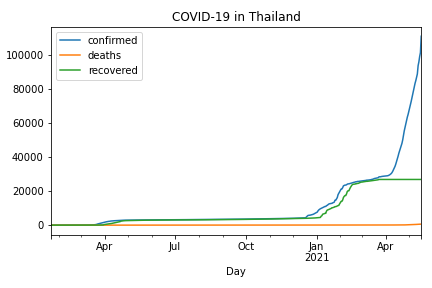 COVID-19 in Thailand
confirmed
deaths
recovered
100000
80000
60000
40000
20000
0
Apr Jul Oct Jan Apr
2021
Day